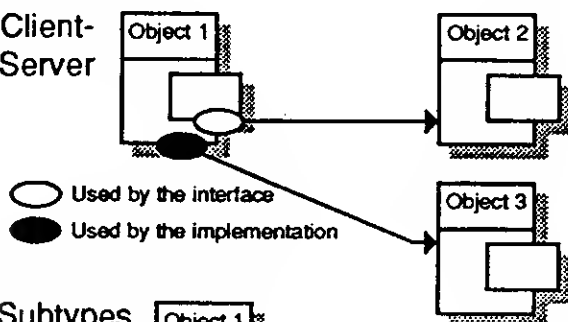 Client-
Server
Object 1
Object 2
Used by the interface
Used by the implementation
Object 3
Subtypes
Object 1